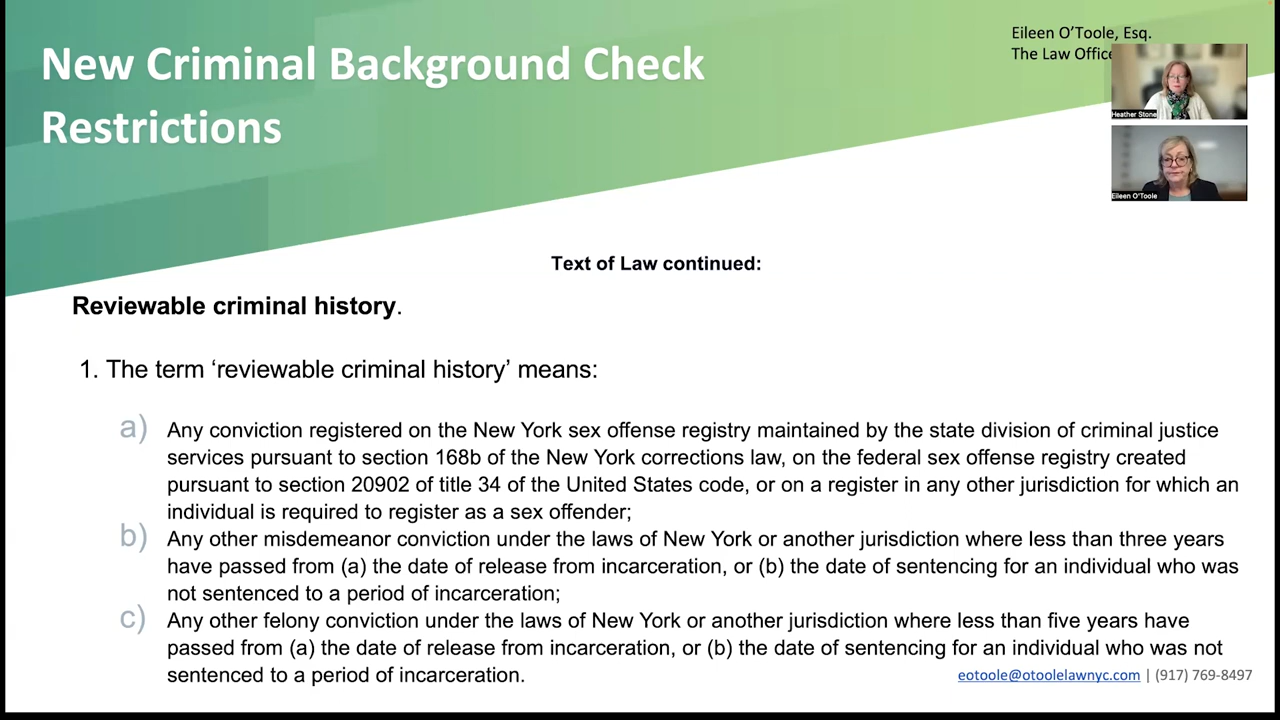 New Criminal Background Check
Restrictions
Eileen O’Toole, Esq.
The Law Office
Heather Stone
Eileen O'Toole
Text of Law continued:
Reviewable criminal history.
1. The term ‘reviewable criminal history’ means:
a) Any conviction registered on the New York sex offense registry maintained by the state division of criminal justice
services pursuant to section 168b of the New York corrections law, on the federal sex offense registry created
pursuant to section 20902 of title 34 of the United States code, or on a register in any other jurisdiction for which an
individual is required to register as a sex offender;
b) Any other misdemeanor conviction under the laws of New York or another jurisdiction where less than three years
have passed from (a) the date of release from incarceration, or (b) the date of sentencing for an individual who was
not sentenced to a period of incarceration;
c) Any other felony conviction under the laws of New York or another jurisdiction where less than five years have
passed from (a) the date of release from incarceration, or (b) the date of sentencing for an individual who was not
sentenced to a period of incarceration.
eotoole@otoolelawnyc.com | (917) 769-8497